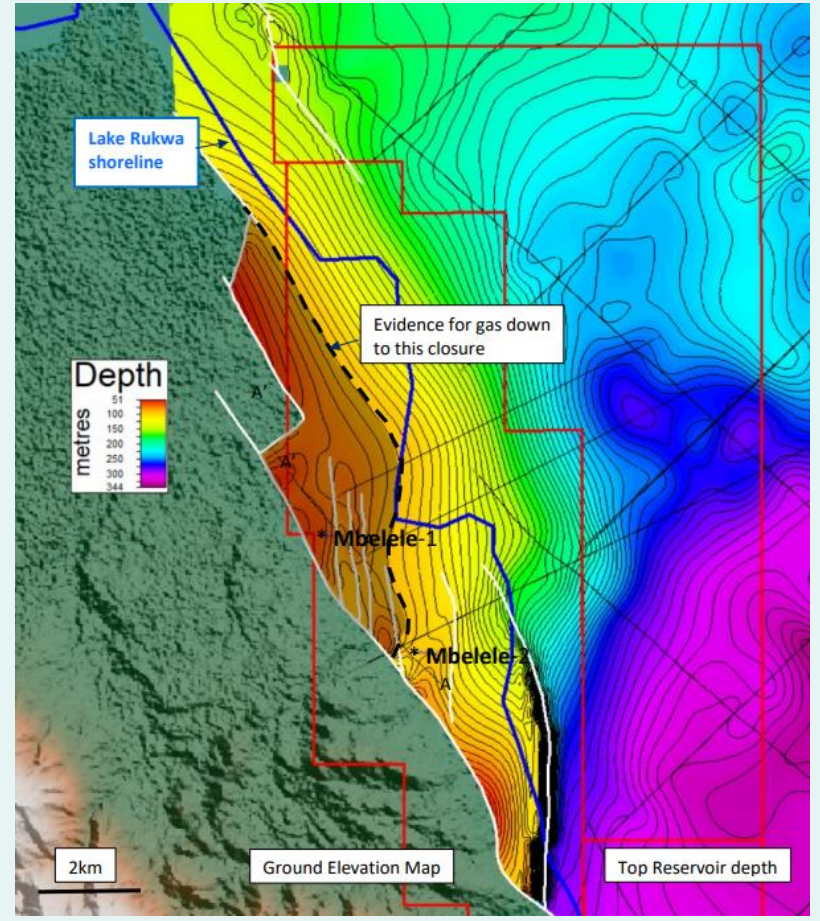 Lake Rukwa
shoreline
Evidence for gas down
to this closure
Depth
metres
51
100
150
200
250
300
344
A'
A'
* Mbelele-1
* Mbelele-2
A
2km
Ground Elevation Map
Top Reservoir depth